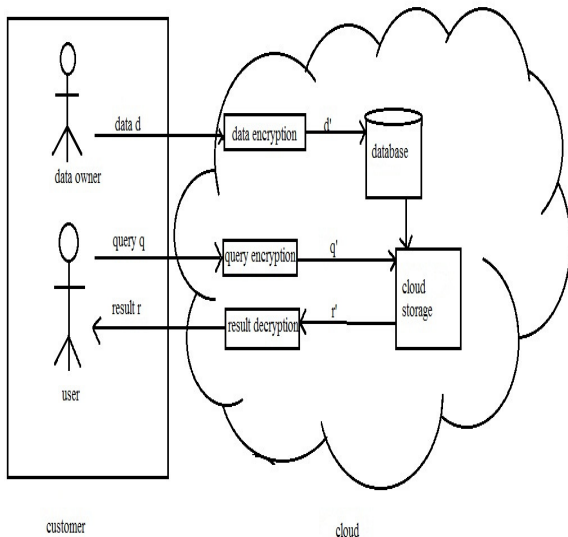 data d
data encryption
d'
database
data owner
query q
query encryption
q'
cloud
storage
result r
result decryption
r'
user
customer
cloud